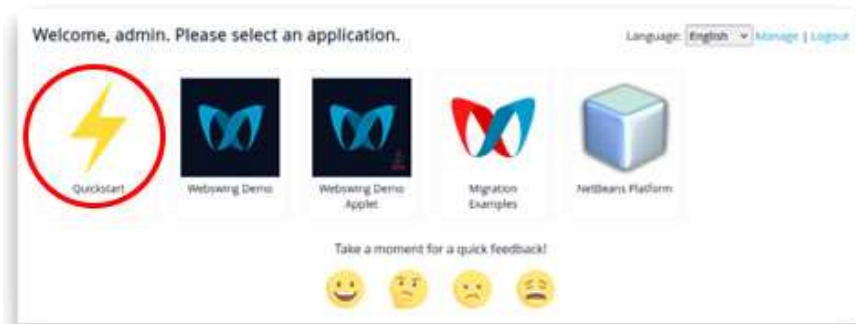 Welcome, admin. Please select an application.
Language: English Manage | Logout
Quickstart
Webswing Demo
Webswing Demo Applet
Migration Examples
NetBeans Platform
Take a moment for a quick feedback!